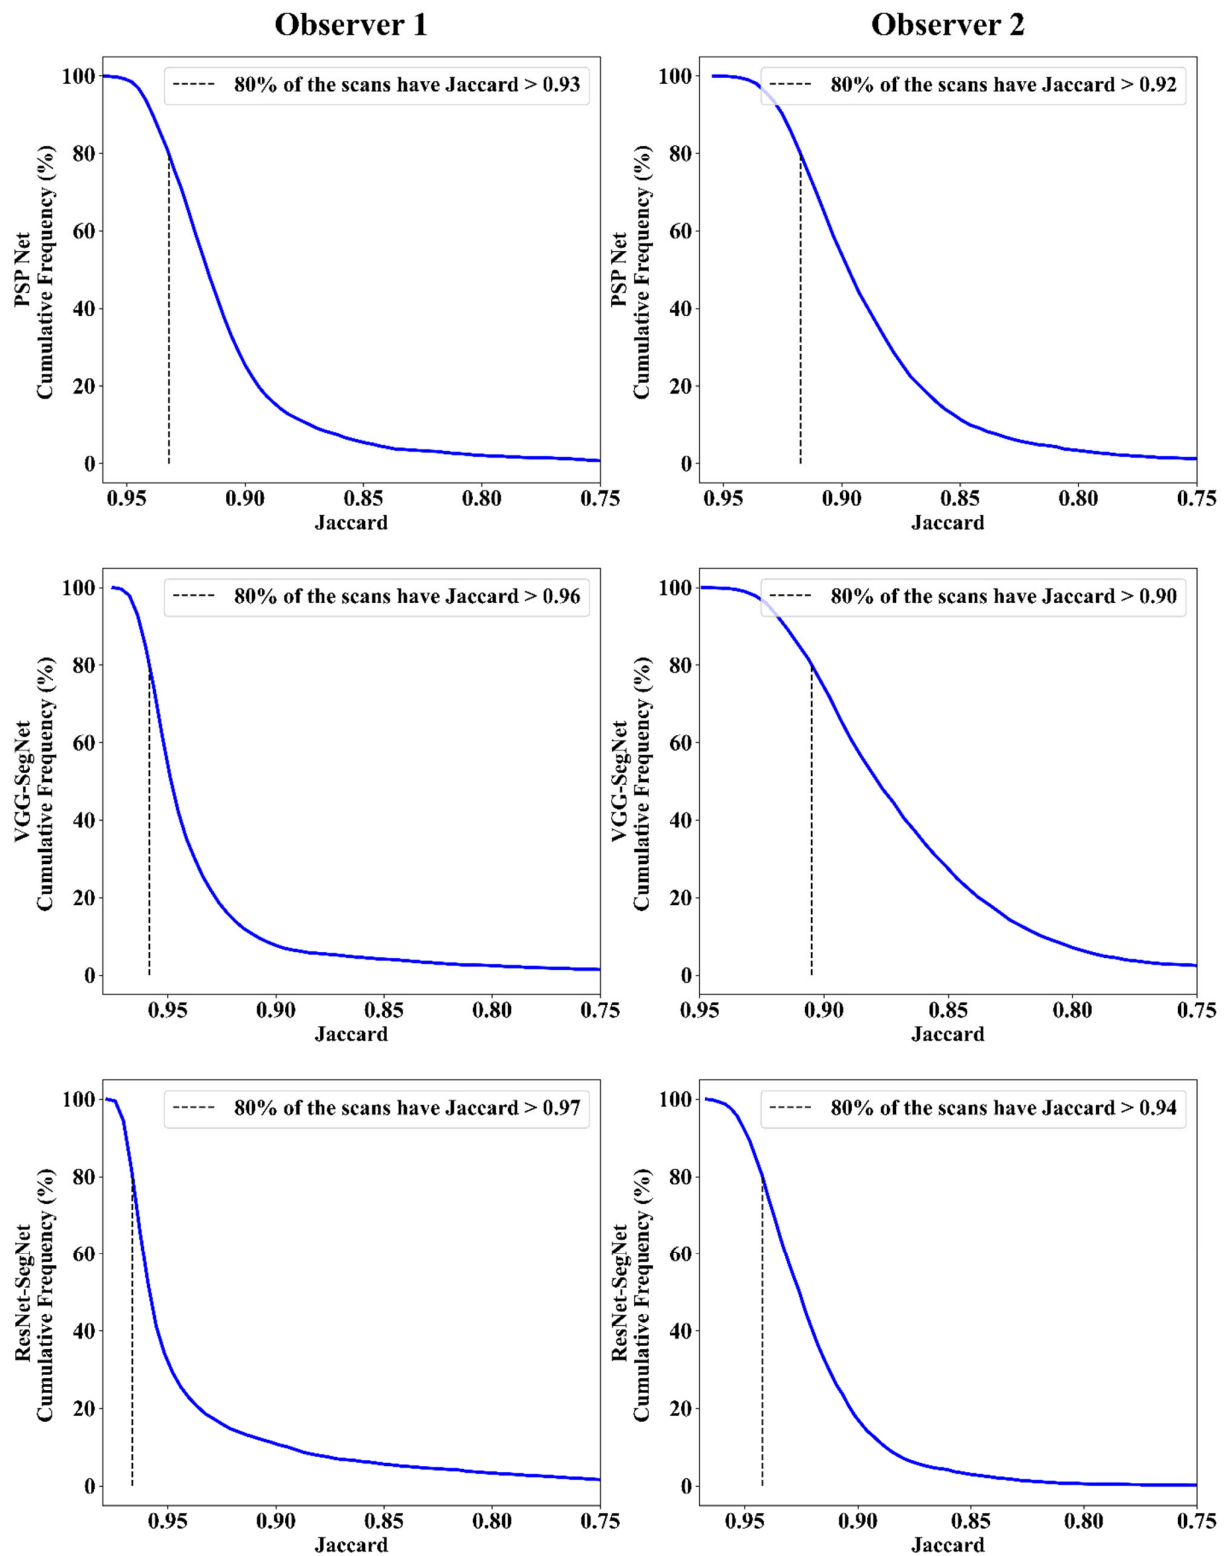 Observer 1
Observer 2
PSP Net
Cumulative Frequency (%)
100
80
60
40
20
0
80% of the scans have Jaccard > 0.93
0.95 0.90 0.85 0.80 0.75
Jaccard
PSP Net
Cumulative Frequency (%)
100
80
60
40
20
0
80% of the scans have Jaccard > 0.92
0.95 0.90 0.85 0.80 0.75
Jaccard
VGG-SegNet
Cumulative Frequency (%)
100
80
60
40
20
0
80% of the scans have Jaccard > 0.96
0.95 0.90 0.85 0.80 0.75
Jaccard
VGG-SegNet
Cumulative Frequency (%)
100
80
60
40
20
0
80% of the scans have Jaccard > 0.90
0.95 0.90 0.85 0.80 0.75
Jaccard
ResNet-SegNet
Cumulative Frequency (%)
100
80
60
40
20
0
80% of the scans have Jaccard > 0.97
0.95 0.90 0.85 0.80 0.75
Jaccard
ResNet-SegNet
Cumulative Frequency (%)
100
80
60
40
20
0
80% of the scans have Jaccard > 0.94
0.95 0.90 0.85 0.80 0.75
Jaccard